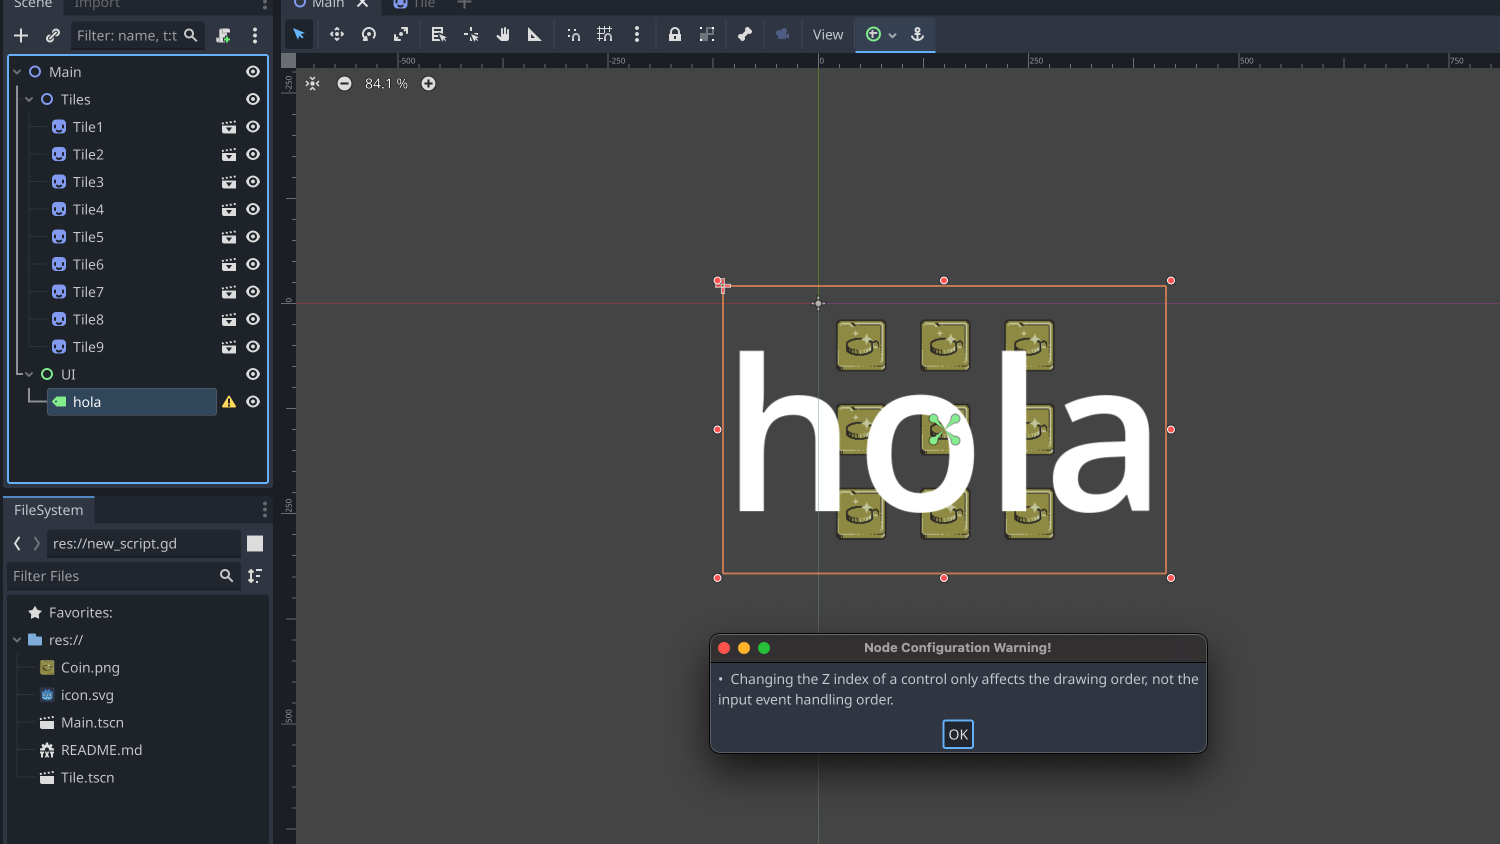 Scene Import
Main Tile
Filter: name, t:t
View
Main
Tiles
Tile1
Tile2
Tile3
Tile4
Tile5
Tile6
Tile7
Tile8
Tile9
UI
hola
-500 -250 0 250 500 750
84.1 %
-250
0
250
500
hola
FileSystem
res://new_script.gd
Filter Files
Favorites:
res://
Coin.png
icon.svg
Main.tscn
README.md
Tile.tscn
Node Configuration Warning!
• Changing the Z index of a control only affects the drawing order, not the
input event handling order.
OK